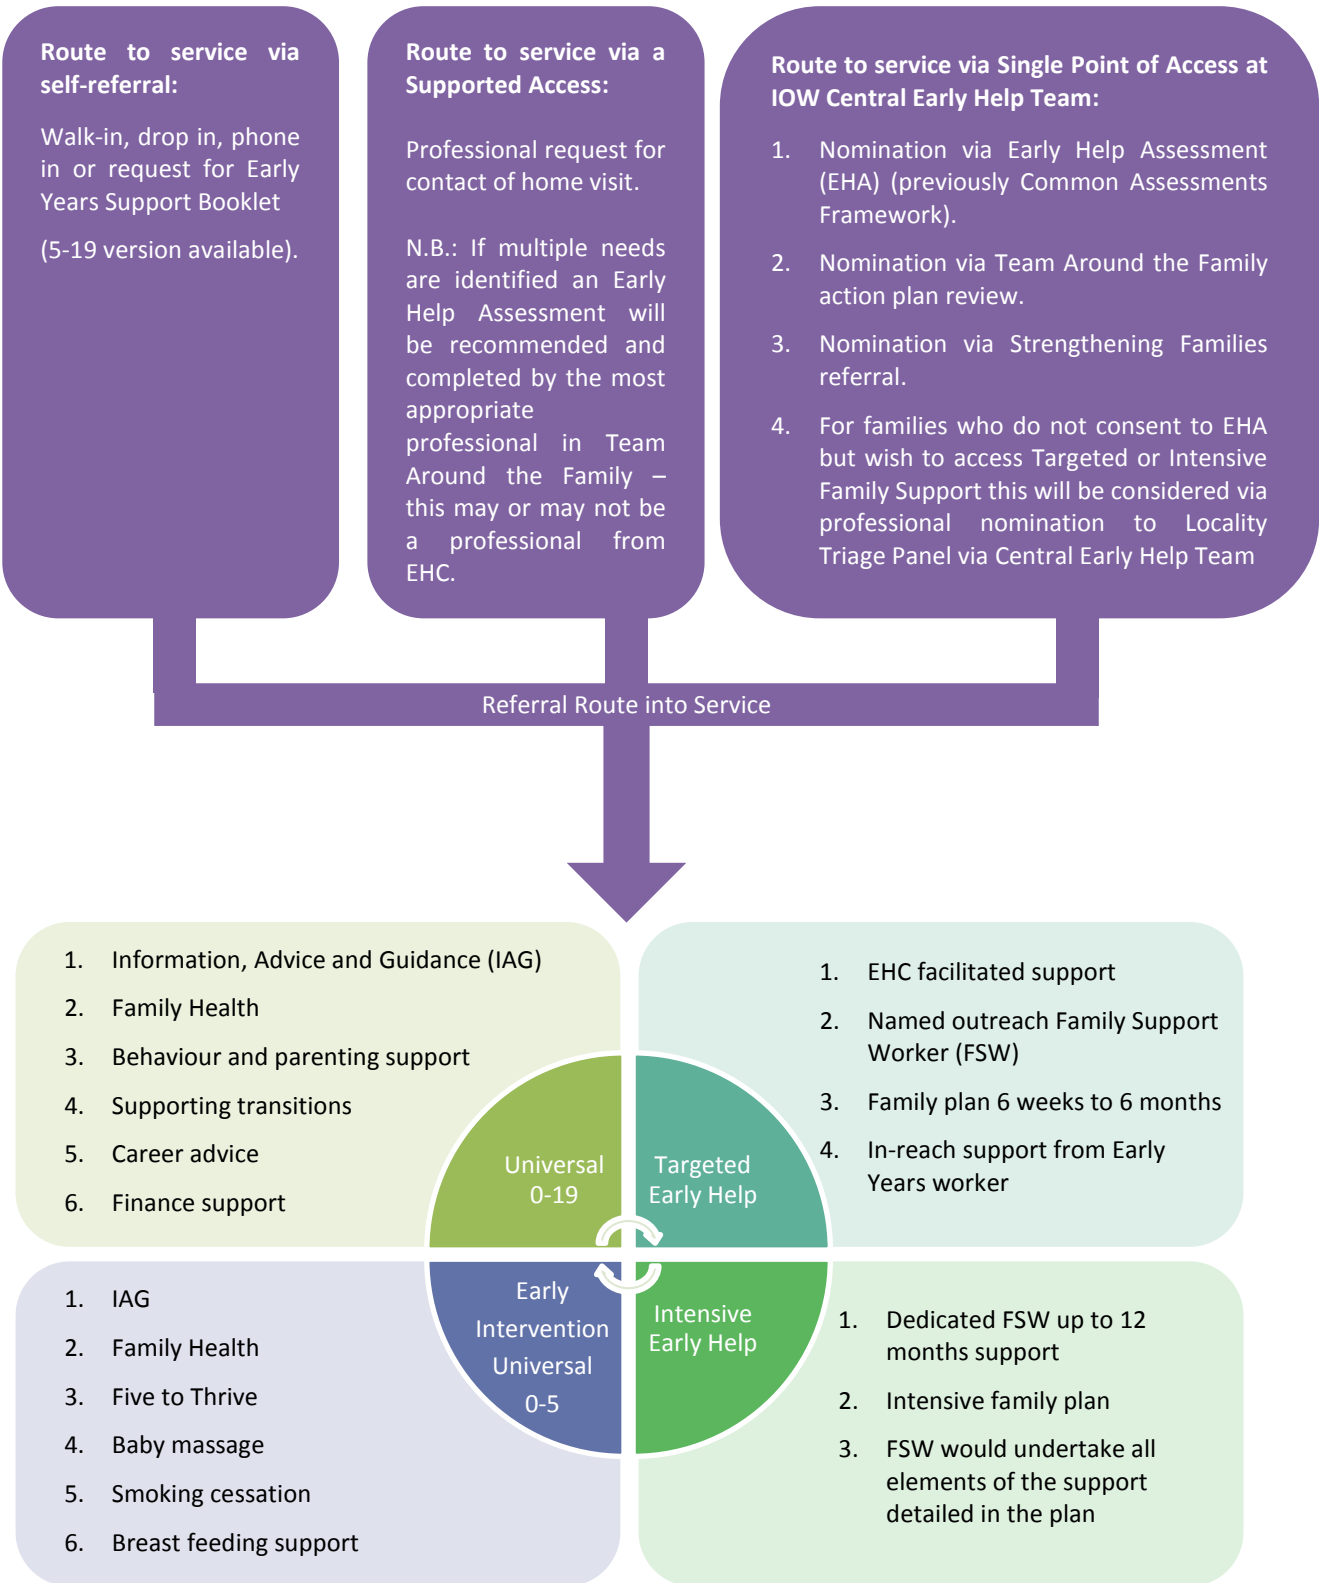 Route to service via
self-referral:
Walk-in, drop in, phone
in or request for Early
Years Support Booklet
(5-19 version available).
Route to service via a
Supported Access:
Professional request for
contact of home visit.
N.B.: If multiple needs
are identified an Early
Help Assessment will
be recommended and
completed by the most
appropriate
professional in Team
Around the Family –
this may or may not be
a professional from
EHC.
Route to service via Single Point of Access at
IOW Central Early Help Team:
1. Nomination via Early Help Assessment
(EHA) (previously Common Assessments
Framework).
2. Nomination via Team Around the Family
action plan review.
3. Nomination via Strengthening Families
referral.
4. For families who do not consent to EHA
but wish to access Targeted or Intensive
Family Support this will be considered via
professional nomination to Locality
Triage Panel via Central Early Help Team
Referral Route into Service
1. Information, Advice and Guidance (IAG)
2. Family Health
3. Behaviour and parenting support
4. Supporting transitions
5. Career advice
6. Finance support
Universal
0-19
Targeted
Early Help
1. EHC facilitated support
2. Named outreach Family Support
Worker (FSW)
3. Family plan 6 weeks to 6 months
4. In-reach support from Early
Years worker
1. IAG
2. Family Health
3. Five to Thrive
4. Baby massage
5. Smoking cessation
6. Breast feeding support
Early
Intervention
Universal
0-5
Intensive
Early Help
1. Dedicated FSW up to 12
months support
2. Intensive family plan
3. FSW would undertake all
elements of the support
detailed in the plan